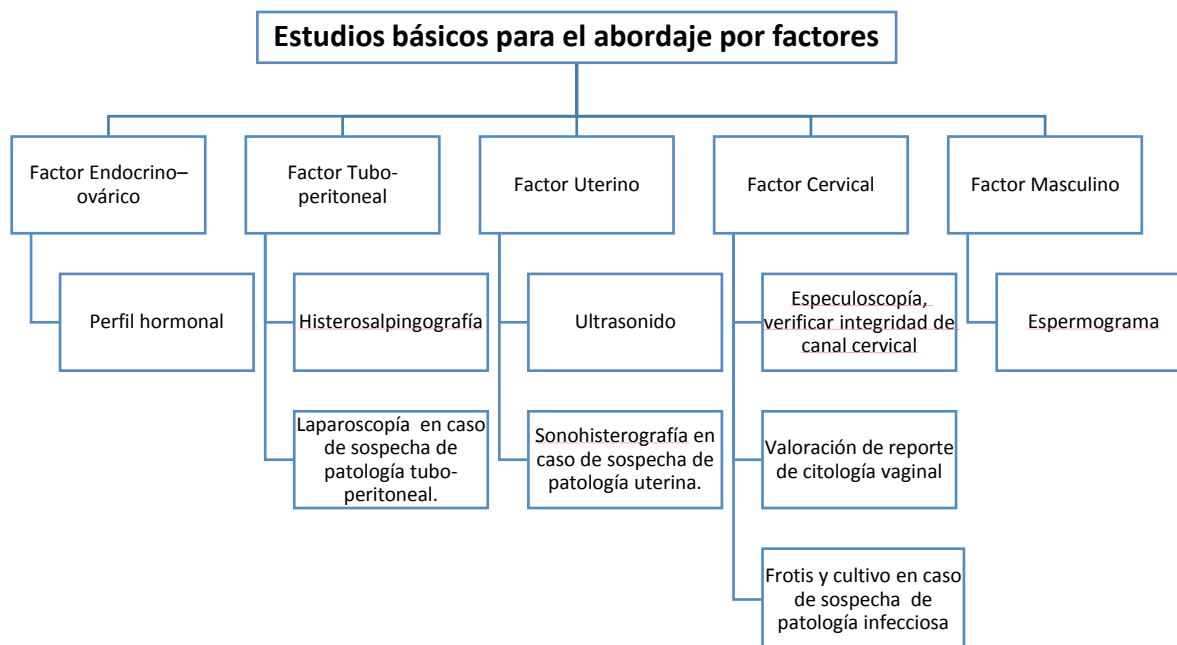 Estudios básicos para el abordaje por factores
Factor Endocrino–
ovárico
Factor Tubo-
peritoneal
Factor Uterino
Factor Cervical
Factor Masculino
Perfil hormonal
Histerosalpingografía
Ultrasonido
Especuloscopía,
verificar integridad de
canal cervical
Espermograma
Laparoscopía en caso
de sospecha de
patología tubo-
peritoneal.
Sonohisterografía en
caso de sospecha de
patología uterina.
Valoración de reporte
de citología vaginal
Frotis y cultivo en caso
de sospecha de
patología infecciosa